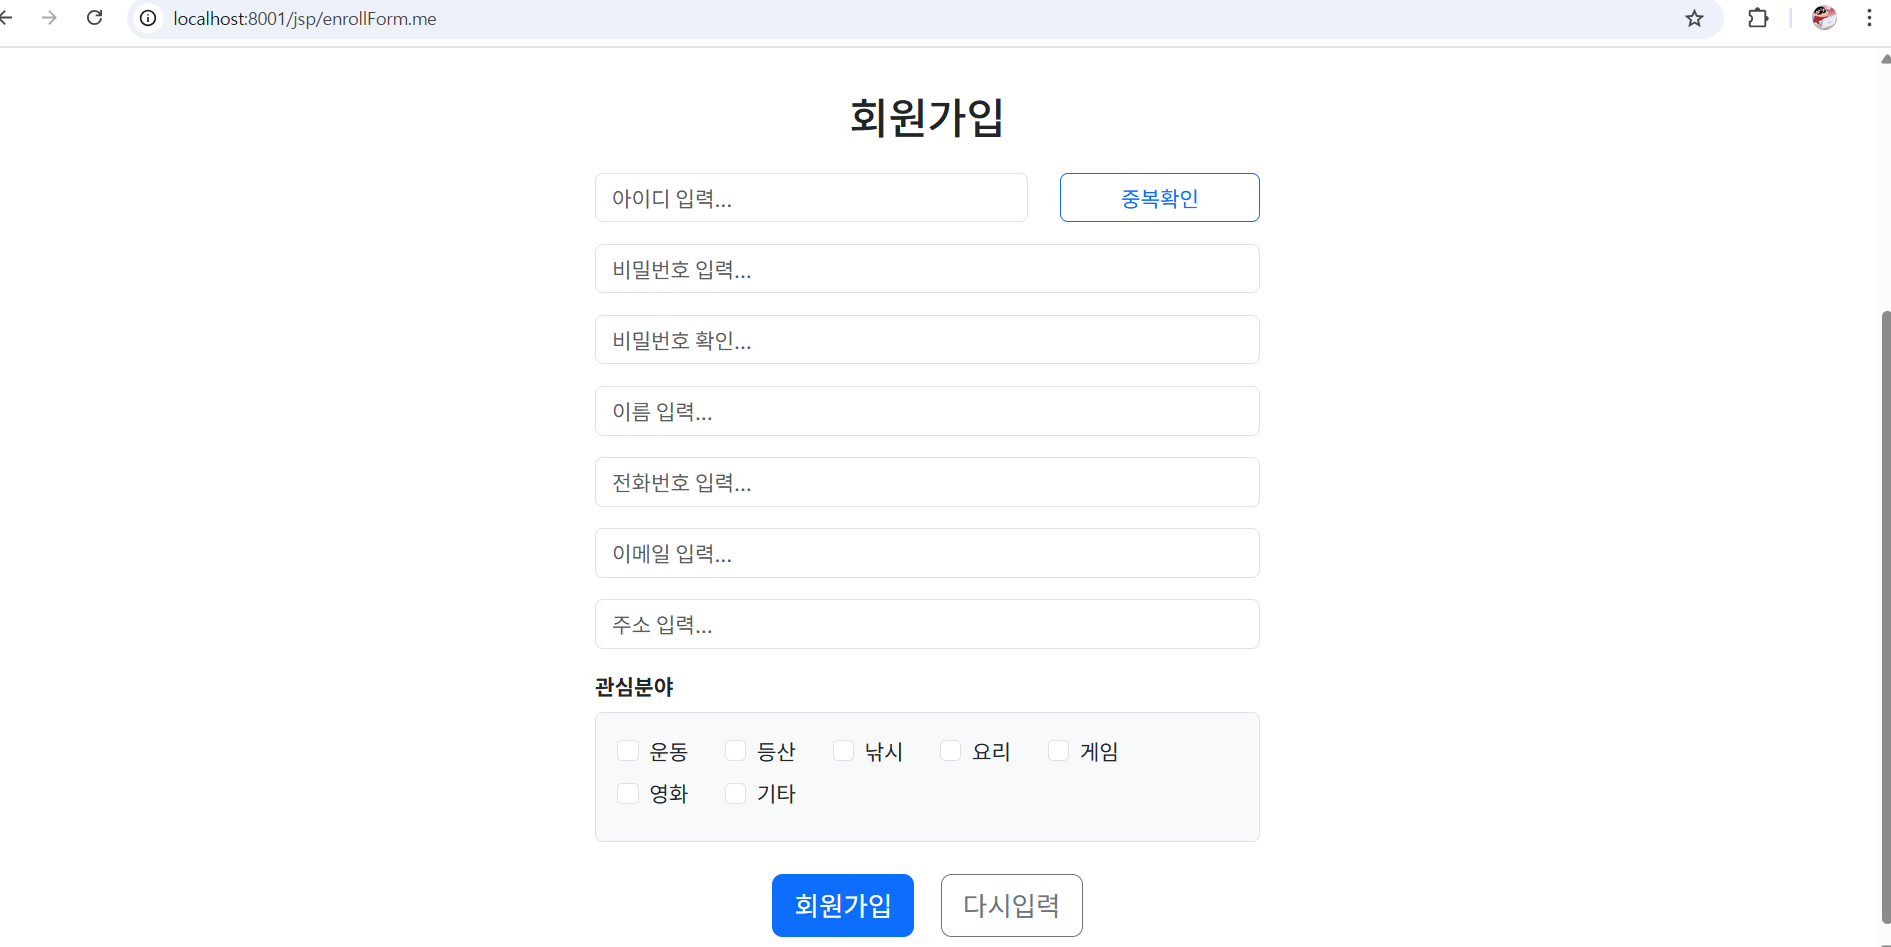 localhost:8001/jsp/enrollForm.me
회원가입
아이디 입력... 중복확인
비밀번호 입력...
비밀번호 확인...
이름 입력...
전화번호 입력...
이메일 입력...
주소 입력...
관심분야
운동 등산 낚시 요리 게임
영화 기타
회원가입 다시입력